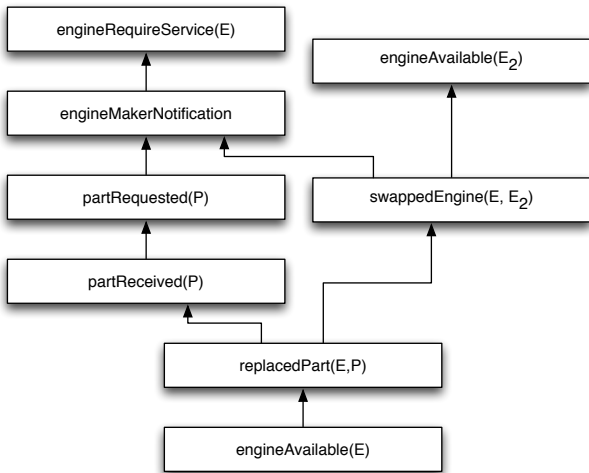 engineRequireService(E)
engineAvailable(E₂)
engineMakerNotification
partRequested(P)
swappedEngine(E, E₂)
partReceived(P)
replacedPart(E,P)
engineAvailable(E)